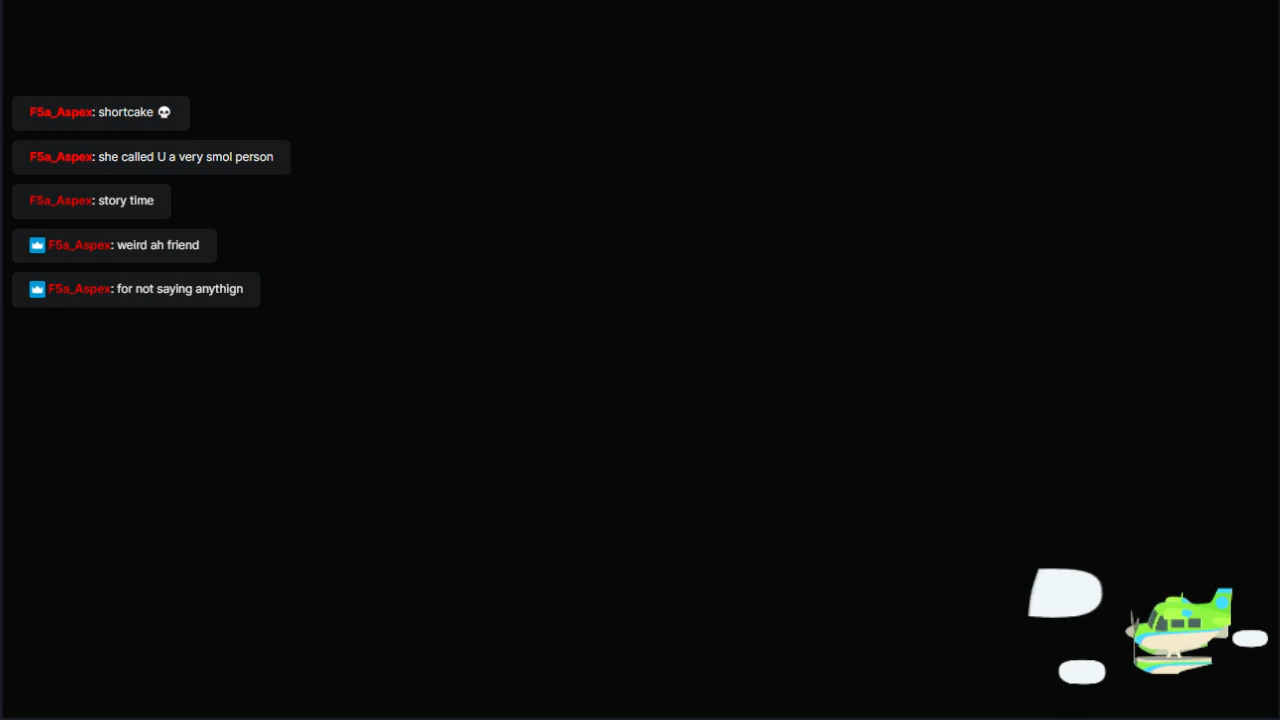 F5a_Aspex: shortcake 💀
F5a_Aspex: she called U a very smol person
F5a_Aspex: story time
F5a_Aspex: weird ah friend
F5a_Aspex: for not saying anythign